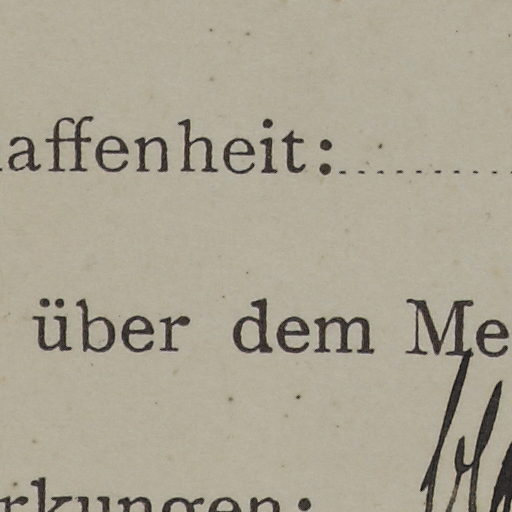 affenheit:
über dem Me
rkungen: